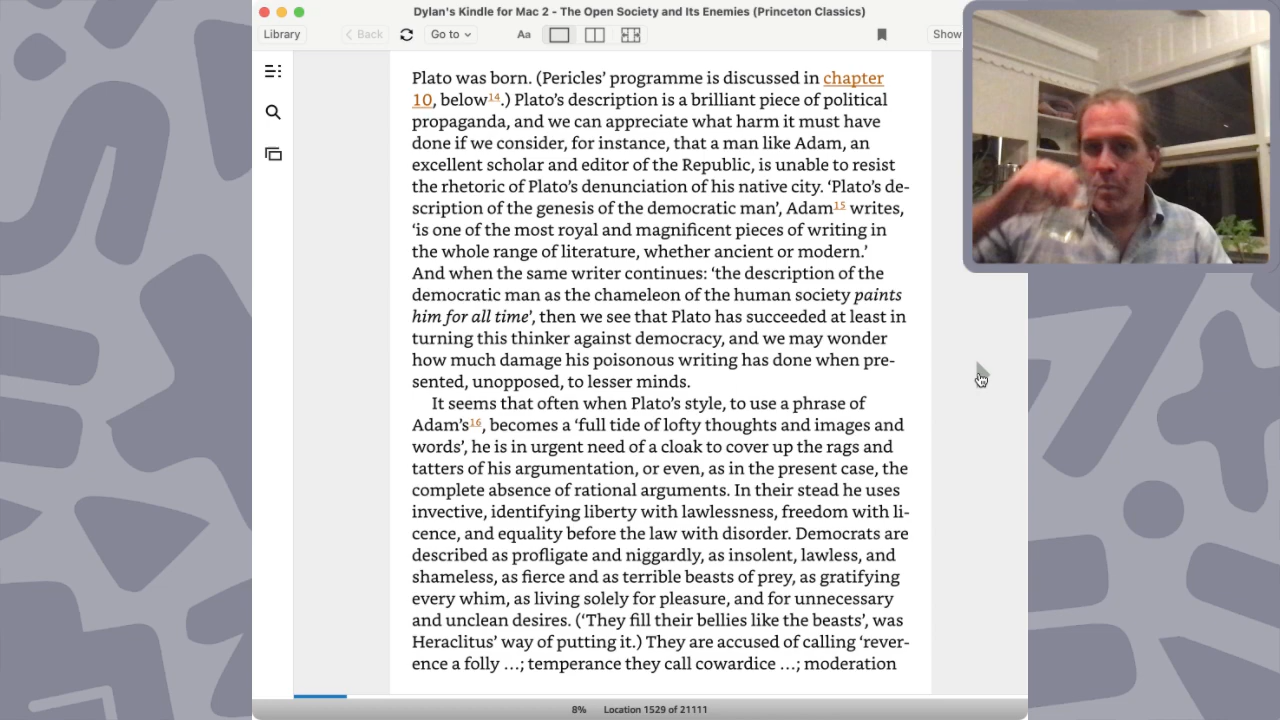 Dylan's Kindle for Mac 2 - The Open Society and Its Enemies (Princeton Classics)
Library
Back
Go to
Aa
Show
Plato was born. (Pericles’ programme is discussed in chapter
10, below14.) Plato’s description is a brilliant piece of political
propaganda, and we can appreciate what harm it must have
done if we consider, for instance, that a man like Adam, an
excellent scholar and editor of the Republic, is unable to resist
the rhetoric of Plato’s denunciation of his native city. ‘Plato’s de-
scription of the genesis of the democratic man’, Adam15 writes,
‘is one of the most royal and magnificent pieces of writing in
the whole range of literature, whether ancient or modern.’
And when the same writer continues: ‘the description of the
democratic man as the chameleon of the human society paints
him for all time’, then we see that Plato has succeeded at least in
turning this thinker against democracy, and we may wonder
how much damage his poisonous writing has done when pre-
sented, unopposed, to lesser minds.
It seems that often when Plato’s style, to use a phrase of
Adam’s16, becomes a ‘full tide of lofty thoughts and images and
words’, he is in urgent need of a cloak to cover up the rags and
tatters of his argumentation, or even, as in the present case, the
complete absence of rational arguments. In their stead he uses
invective, identifying liberty with lawlessness, freedom with li-
cence, and equality before the law with disorder. Democrats are
described as profligate and niggardly, as insolent, lawless, and
shameless, as fierce and as terrible beasts of prey, as gratifying
every whim, as living solely for pleasure, and for unnecessary
and unclean desires. (‘They fill their bellies like the beasts’, was
Heraclitus’ way of putting it.) They are accused of calling ‘rever-
ence a folly …; temperance they call cowardice …; moderation
8% Location 1529 of 21111